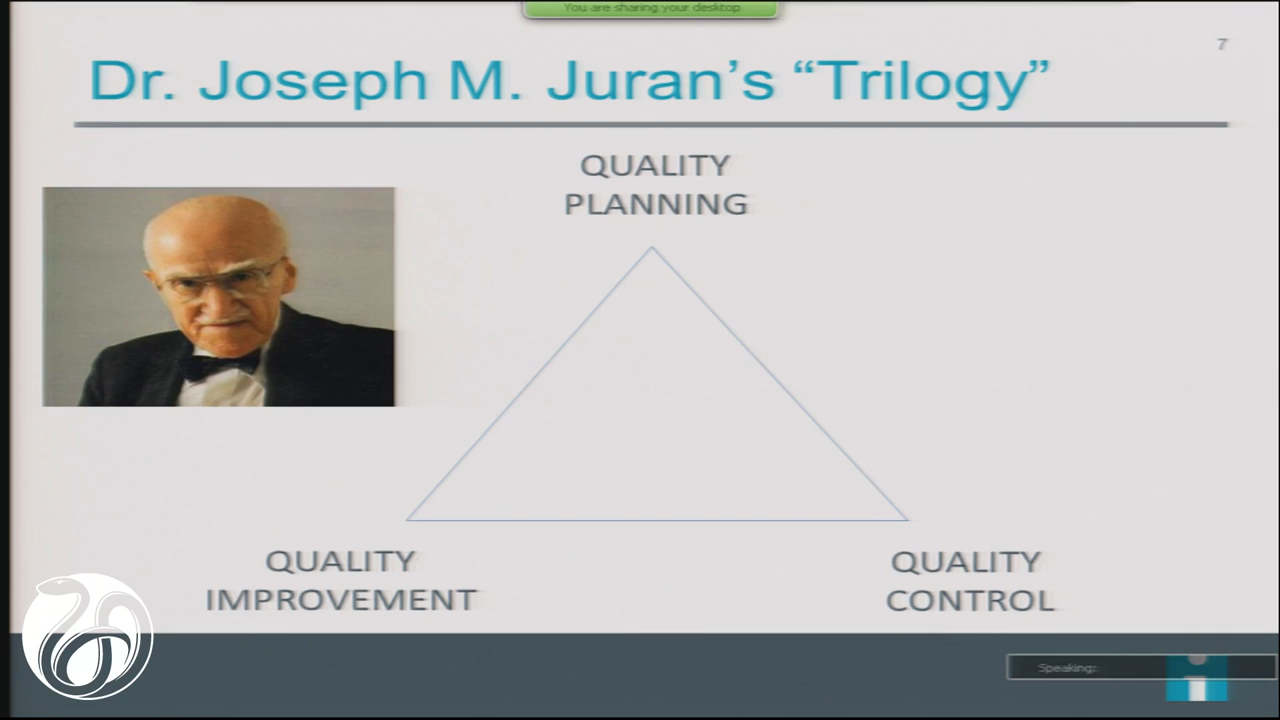 You are sharing your desktop
7
Dr. Joseph M. Juran’s “Trilogy”
QUALITY
PLANNING
QUALITY
IMPROVEMENT
QUALITY
CONTROL
Speaking:
i